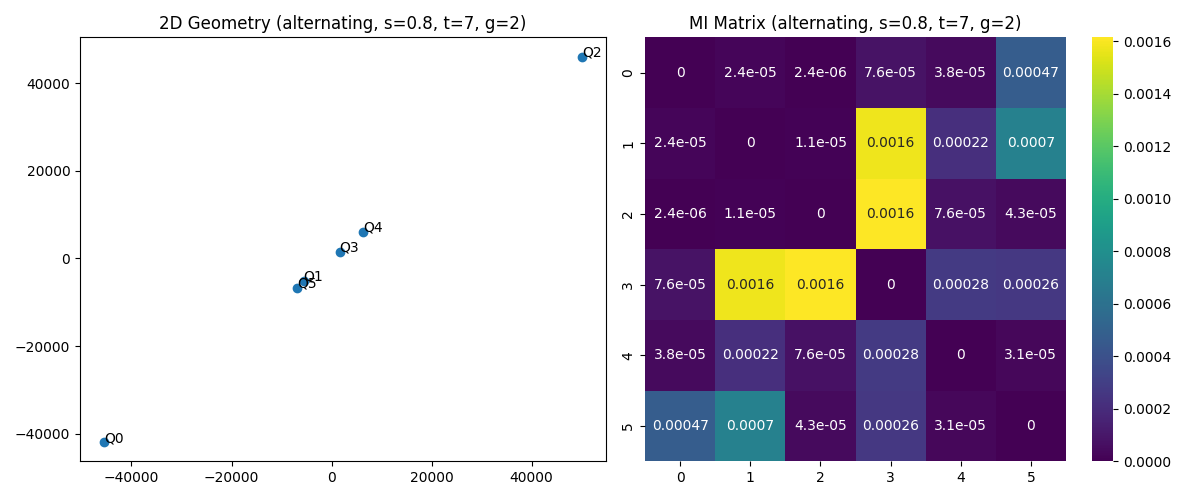 2D Geometry (alternating, s=0.8, t=7, g=2)
40000
20000
0
−20000
−40000
−40000 −20000 0 20000 40000
Q2
Q4
Q3
Q1
Q5
Q0
MI Matrix (alternating, s=0.8, t=7, g=2)
0 0 2.4e-05 2.4e-06 7.6e-05 3.8e-05 0.00047
1 2.4e-05 0 1.1e-05 0.0016 0.00022 0.0007
2 2.4e-06 1.1e-05 0 0.0016 7.6e-05 4.3e-05
3 7.6e-05 0.0016 0.0016 0 0.00028 0.00026
4 3.8e-05 0.00022 7.6e-05 0.00028 0 3.1e-05
5 0.00047 0.0007 4.3e-05 0.00026 3.1e-05 0
0 1 2 3 4 5
0.0016
0.0014
0.0012
0.0010
0.0008
0.0006
0.0004
0.0002
0.0000